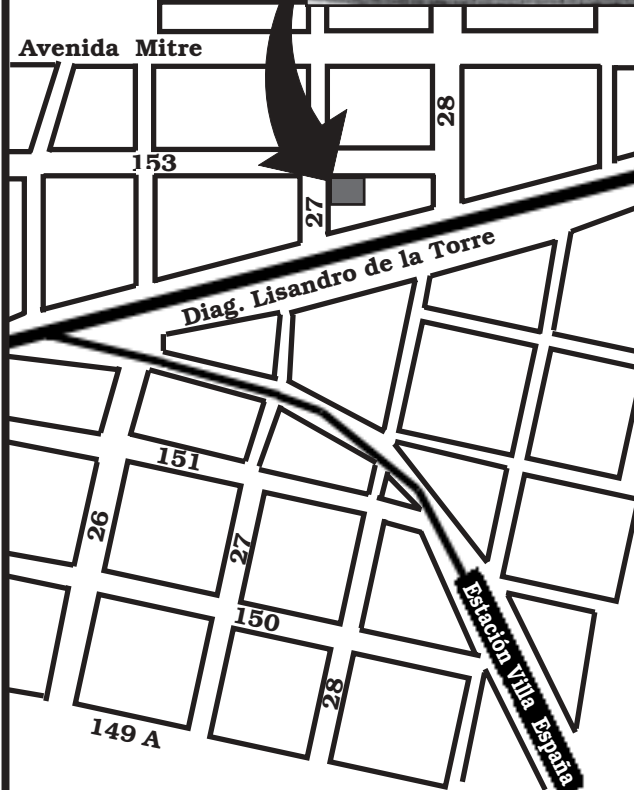 Avenida Mitre
28
153
27
Diag. Lisandro de la Torre
151
26
27
150
28
149 A
Estación Villa España